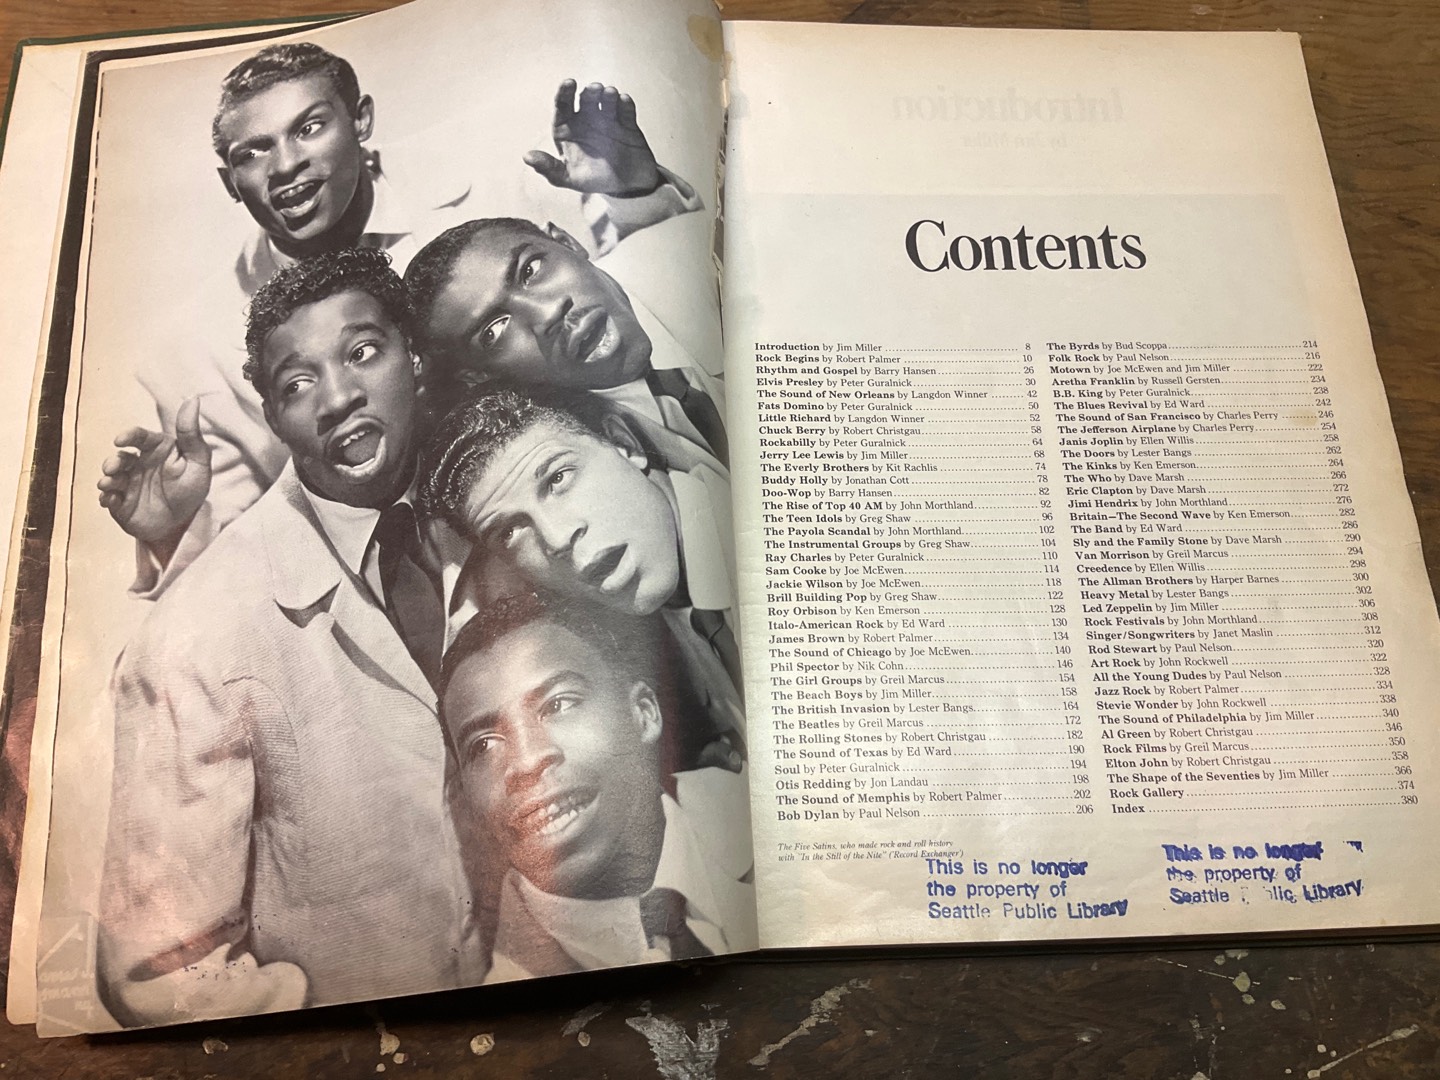 Contents
Introduction by Jim Miller 8
Rock Begins by Robert Palmer 10
Rhythm and Gospel by Barry Hansen 26
Elvis Presley by Peter Guralnick 30
The Sound of New Orleans by Langdon Winner 42
Fats Domino by Peter Guralnick 50
Little Richard by Langdon Winner 52
Chuck Berry by Robert Christgau 58
Rockabilly by Peter Guralnick 64
Jerry Lee Lewis by Jim Miller 68
The Everly Brothers by Kit Rachlis 74
Buddy Holly by Jonathan Cott 78
Doo-Wop by Barry Hansen 82
The Rise of Top 40 AM by John Morthland 92
The Teen Idols by Greg Shaw 96
The Payola Scandal by John Morthland 102
The Instrumental Groups by Greg Shaw 104
Ray Charles by Peter Guralnick 110
Sam Cooke by Joe McEwen 114
Jackie Wilson by Joe McEwen 118
Brill Building Pop by Greg Shaw 122
Roy Orbison by Ken Emerson 128
Italo-American Rock by Ed Ward 130
James Brown by Robert Palmer 134
The Sound of Chicago by Joe McEwen 140
Phil Spector by Nik Cohn 146
The Girl Groups by Greil Marcus 154
The Beach Boys by Jim Miller 158
The British Invasion by Lester Bangs 164
The Beatles by Greil Marcus 172
The Rolling Stones by Robert Christgau 182
The Sound of Texas by Ed Ward 190
Soul by Peter Guralnick 194
Otis Redding by Jon Landau 198
The Sound of Memphis by Robert Palmer 202
Bob Dylan by Paul Nelson 206
The Byrds by Bud Scoppa 214
Folk Rock by Paul Nelson 216
Motown by Joe McEwen and Jim Miller 222
Aretha Franklin by Russell Gersten 234
B.B. King by Peter Guralnick 238
The Blues Revival by Ed Ward 242
The Sound of San Francisco by Charles Perry 246
The Jefferson Airplane by Charles Perry 254
Janis Joplin by Ellen Willis 258
The Doors by Lester Bangs 262
The Kinks by Ken Emerson 264
The Who by Dave Marsh 266
Eric Clapton by Dave Marsh 272
Jimi Hendrix by John Morthland 276
Britain—The Second Wave by Ken Emerson 282
The Band by Ed Ward 286
Sly and the Family Stone by Dave Marsh 290
Van Morrison by Greil Marcus 294
Creedence by Ellen Willis 298
The Allman Brothers by Harper Barnes 300
Heavy Metal by Lester Bangs 302
Led Zeppelin by Jim Miller 306
Rock Festivals by John Morthland 308
Singer/Songwriters by Janet Maslin 312
Rod Stewart by Paul Nelson 320
Art Rock by John Rockwell 322
All the Young Dudes by Paul Nelson 328
Jazz Rock by Robert Palmer 334
Stevie Wonder by John Rockwell 338
The Sound of Philadelphia by Jim Miller 340
Al Green by Robert Christgau 346
Rock Films by Greil Marcus 350
Elton John by Robert Christgau 358
The Shape of the Seventies by Jim Miller 366
Rock Gallery 374
Index 380
The Five Satins, who made rock and roll history
with "In the Still of the Nite" (Record Exchanger)
This is no longer
the property of
Seattle Public Library
This is no longer
the property of
Seattle Library